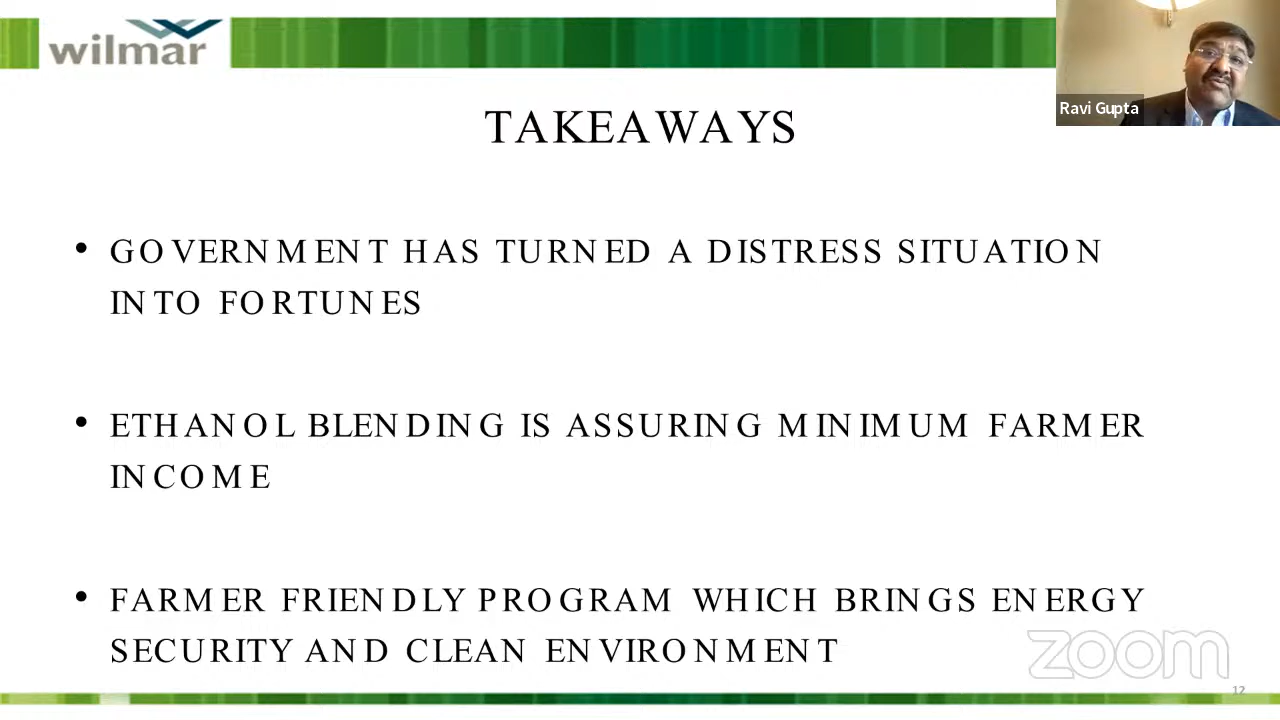 wilmar
Ravi Gupta
TAKEAWAYS
• GOVERNMENT HAS TURNED A DISTRESS SITUATION
INTO FORTUNES
• ETHANOL BLENDING IS ASSURING MINIMUM FARMER
INCOME
• FARMER FRIENDLY PROGRAM WHICH BRINGS ENERGY
SECURITY AND CLEAN ENVIRONMENT
zoom
12